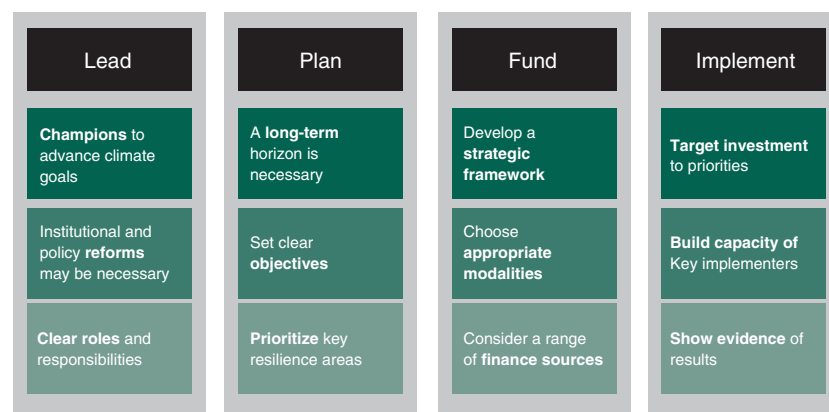 Lead
Champions to
advance climate
goals
Institutional and
policy reforms
may be necessary
Clear roles and
responsibilities
Plan
A long-term
horizon is
necessary
Set clear
objectives
Prioritize key
resilience areas
Fund
Develop a
strategic
framework
Choose
appropriate
modalities
Consider a range
of finance sources
Implement
Target investment
to priorities
Build capacity of
Key implementers
Show evidence of
results